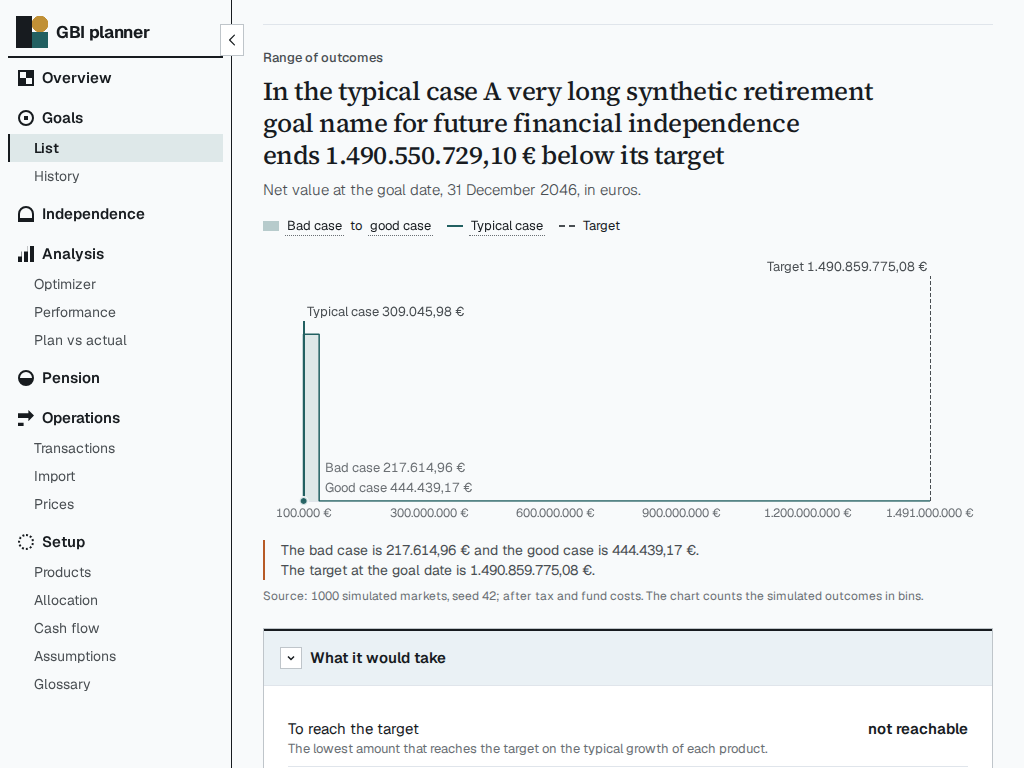 GBI planner
Overview
Goals
List
History
Independence
Analysis
Optimizer
Performance
Plan vs actual
Pension
Operations
Transactions
Import
Prices
Setup
Products
Allocation
Cash flow
Assumptions
Glossary
Range of outcomes
In the typical case A very long synthetic retirement
goal name for future financial independence
ends 1.490.550.729,10 € below its target
Net value at the goal date, 31 December 2046, in euros.
Bad case to good case Typical case Target
Target 1.490.859.775,08 €
Typical case 309.045,98 €
Bad case 217.614,96 €
Good case 444.439,17 €
100.000 € 300.000.000 € 600.000.000 € 900.000.000 € 1.200.000.000 € 1.491.000.000 €
The bad case is 217.614,96 € and the good case is 444.439,17 €.
The target at the goal date is 1.490.859.775,08 €.
Source: 1000 simulated markets, seed 42; after tax and fund costs. The chart counts the simulated outcomes in bins.
What it would take
To reach the target not reachable
The lowest amount that reaches the target on the typical growth of each product.